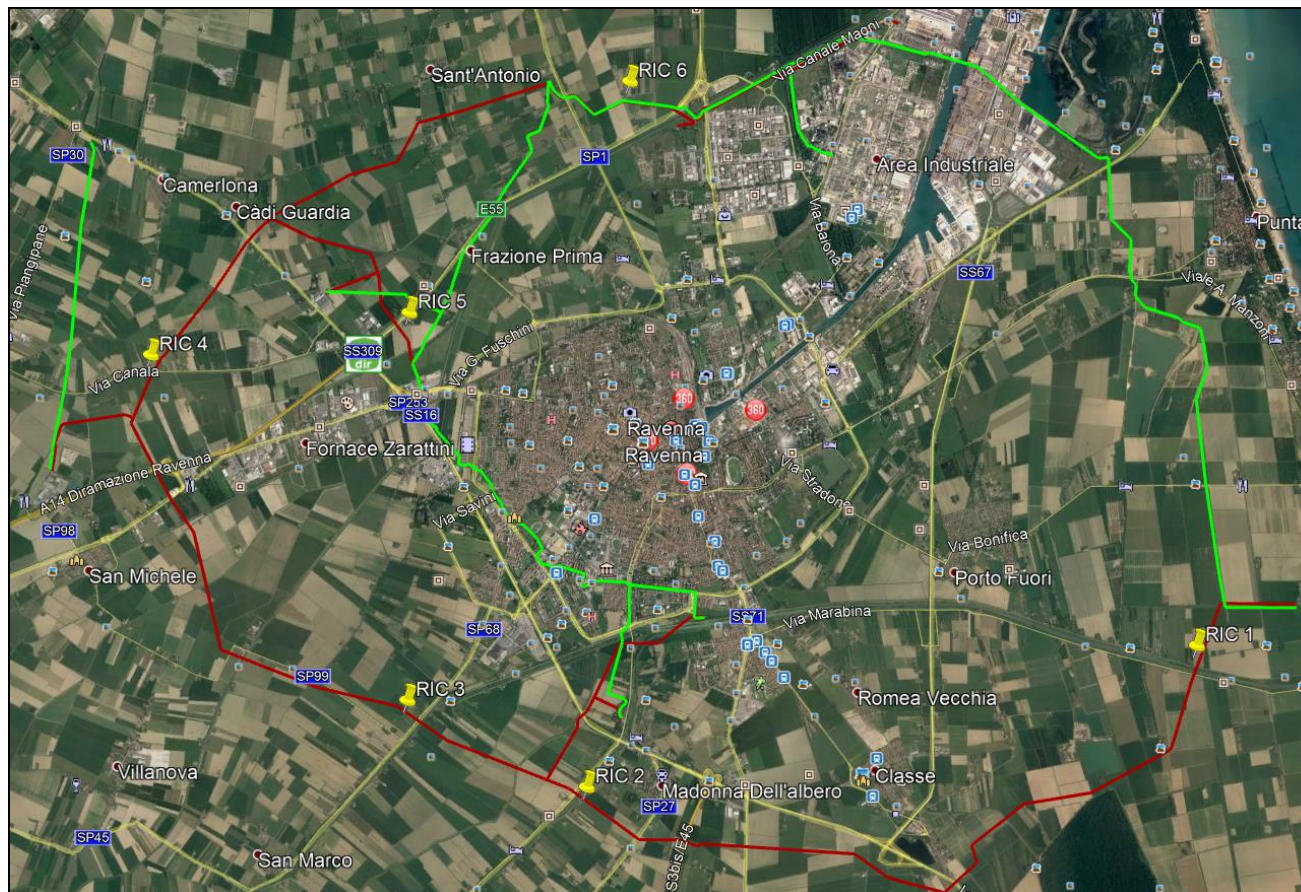 RIC 6
Via Canale Magni
Sant'Antonio
SP1
SP30
Area Industriale
Camerlona
Càdi Guardia
E55
Via Baiona
Punta
Frazione Prima
SS67
Via Piangipane
Viale A. Manzoni
RIC 5
RIC 4
Via G. Fuschini
SS309
dir
Via Canala
SP253
SS16
360
360
Ravenna
Fornace Zarattini
Ravenna
A14 Diramazione Ravenna
Via Stradone
Via Savini
SP98
Via Bonifica
San Michele
Porto Fuori
SS71
Via Marabina
SP68
RIC 1
SP99
RIC 3
Romea Vecchia
Villanova
RIC 2
Classe
Madonna Dell'albero
SP27
SP45
San Marco
S3bis/E45